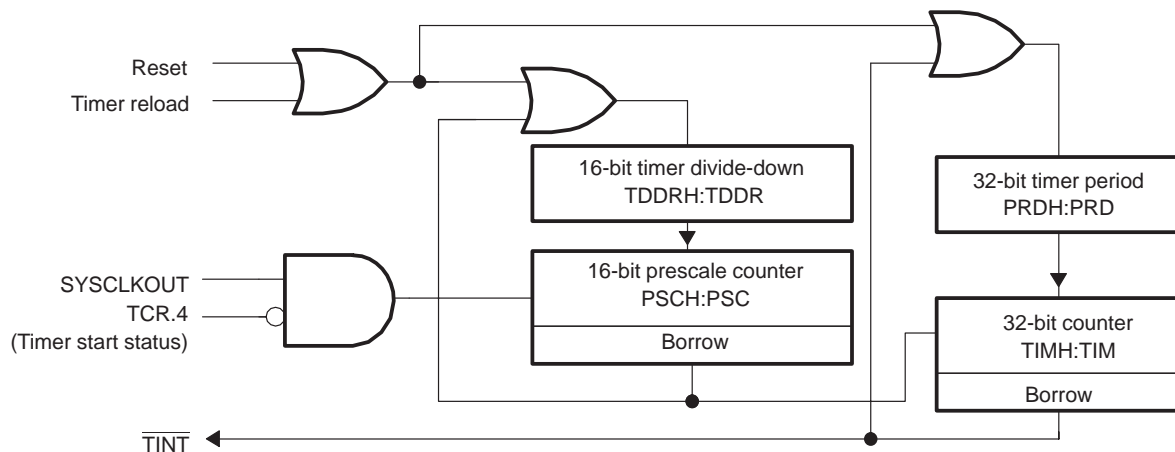 Reset
Timer reload
16-bit timer divide-down
TDDRH:TDDR
32-bit timer period
PRDH:PRD
SYSCLKOUT
TCR.4
(Timer start status)
16-bit prescale counter
PSCH:PSC
Borrow
32-bit counter
TIMH:TIM
Borrow
TINT